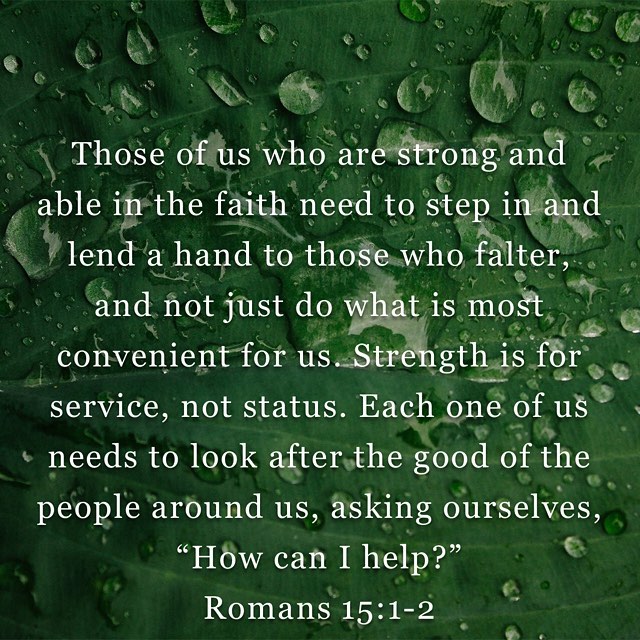 Those of us who are strong and
able in the faith need to step in and
lend a hand to those who falter,
and not just do what is most
convenient for us. Strength is for
service, not status. Each one of us
needs to look after the good of the
people around us, asking ourselves,
“How can I help?”
Romans 15:1-2